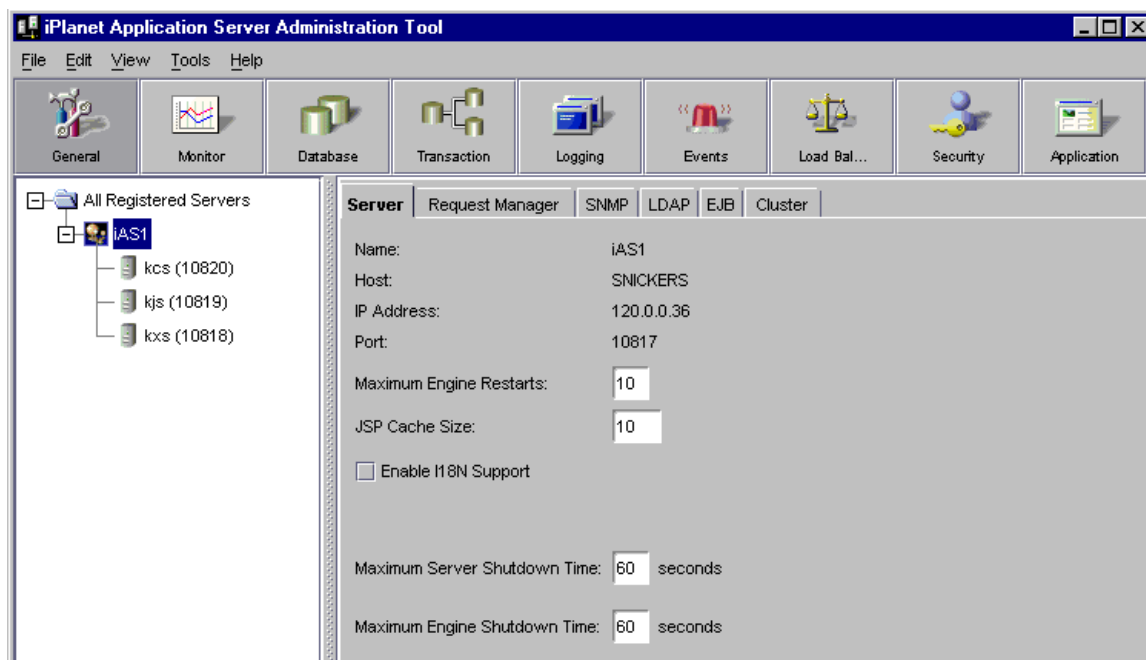 iPlanet Application Server Administration Tool
File Edit View Tools Help
General Monitor Database Transaction Logging Events Load Bal... Security Application
All Registered Servers
iAS1
kcs (10820)
kjs (10819)
kxs (10818)
Server Request Manager SNMP LDAP EJB Cluster
Name: iAS1
Host: SNICKERS
IP Address: 120.0.0.36
Port: 10817
Maximum Engine Restarts: 10
JSP Cache Size: 10
Enable I18N Support
Maximum Server Shutdown Time: 60 seconds
Maximum Engine Shutdown Time: 60 seconds